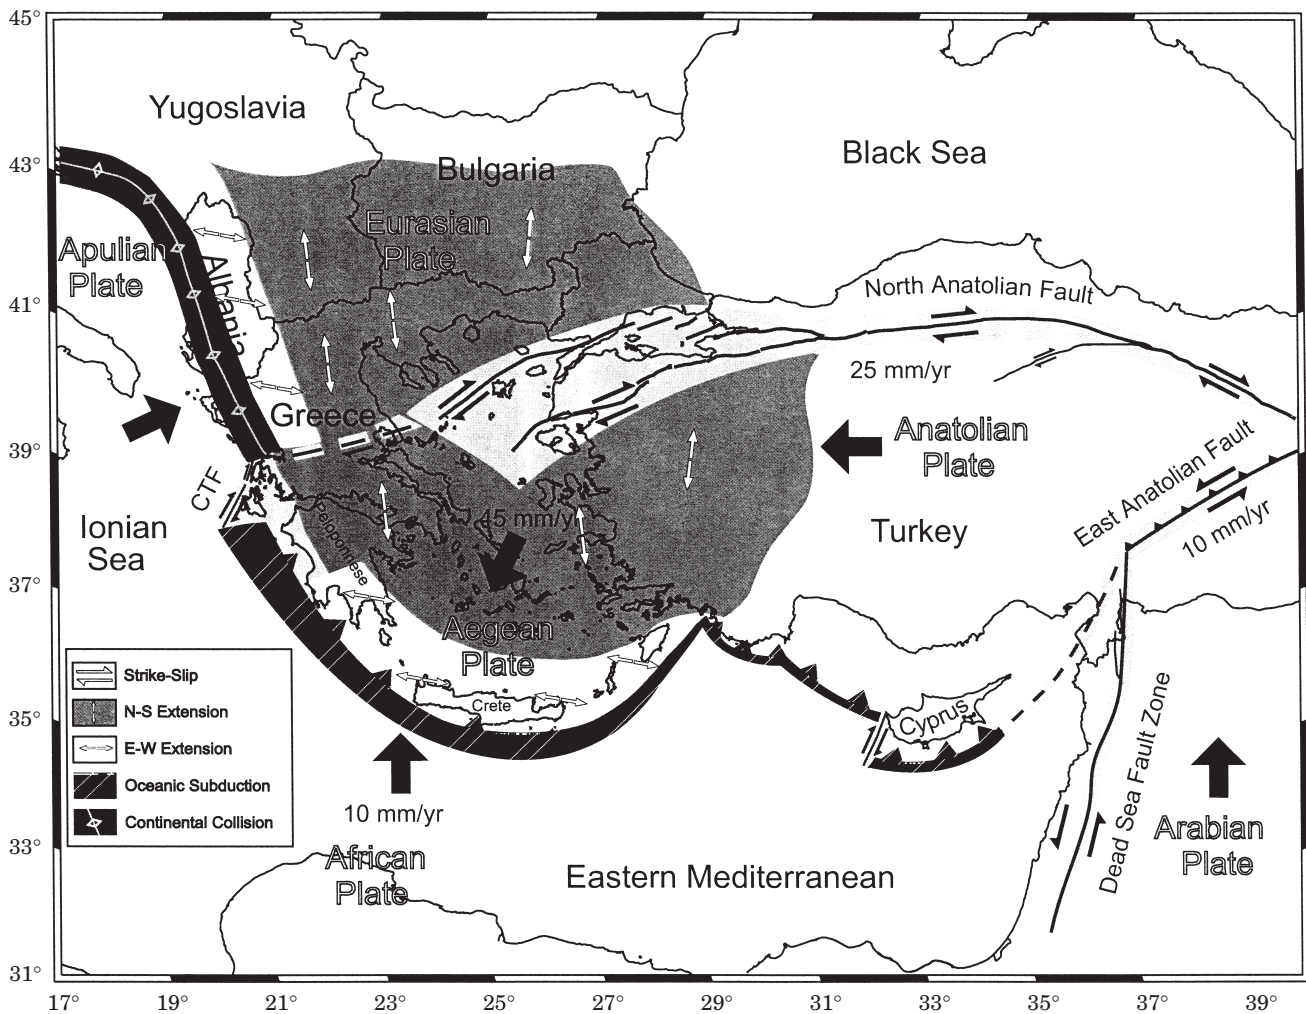 45°
Yugoslavia
Black Sea
43°
Bulgaria
Eurasian
Plate
Apulian
Plate
Albania
North Anatolian Fault
41°
25 mm/yr
Greece
Anatolian
Plate
39°
CTF
East Anatolian Fault
10 mm/yr
Ionian
Sea
45 mm/yr
Turkey
Peloponnese
37°
Aegean
Plate
Strike-Slip
N-S Extension
E-W Extension
Oceanic Subduction
Continental Collision
Crete
Cyprus
35°
Dead Sea Fault Zone
10 mm/yr
African
Plate
Arabian
Plate
33°
Eastern Mediterranean
31°
17°
19°
21°
23°
25°
27°
29°
31°
33°
35°
37°
39°